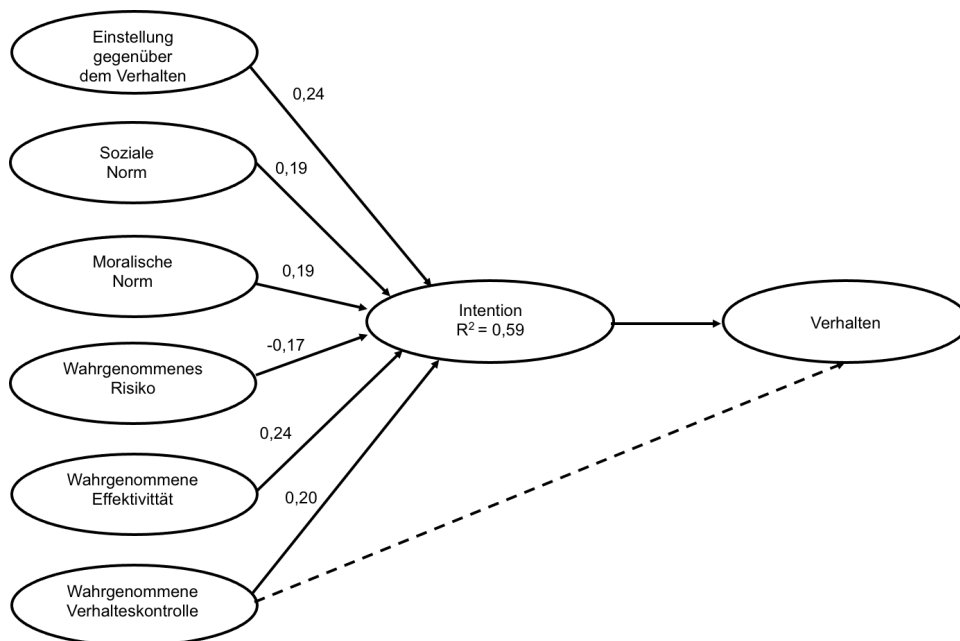 Einstellung
gegenüber
dem Verhalten
0,24
Soziale
Norm
0,19
Moralische
Norm
0,19
Intention
R² = 0,59
Verhalten
Wahrgenommenes
Risiko
-0,17
Wahrgenommene
Effektivittät
0,24
0,20
Wahrgenommene
Verhalteskontrolle